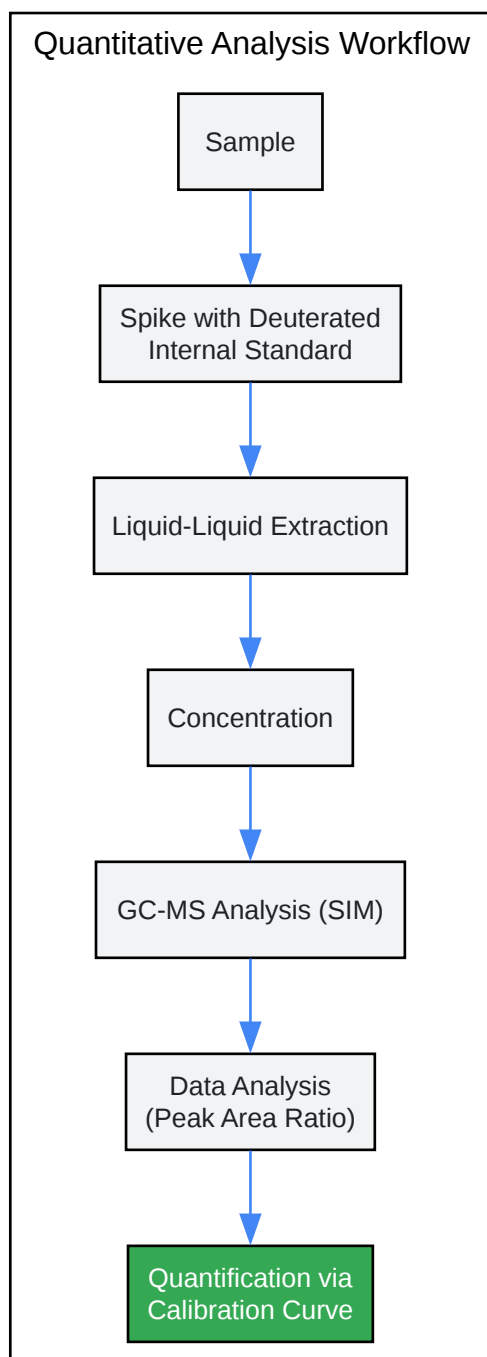 Quantitative Analysis Workflow
Sample
Spike with Deuterated
Internal Standard
Liquid-Liquid Extraction
Concentration
GC-MS Analysis (SIM)
Data Analysis
(Peak Area Ratio)
Quantification via
Calibration Curve